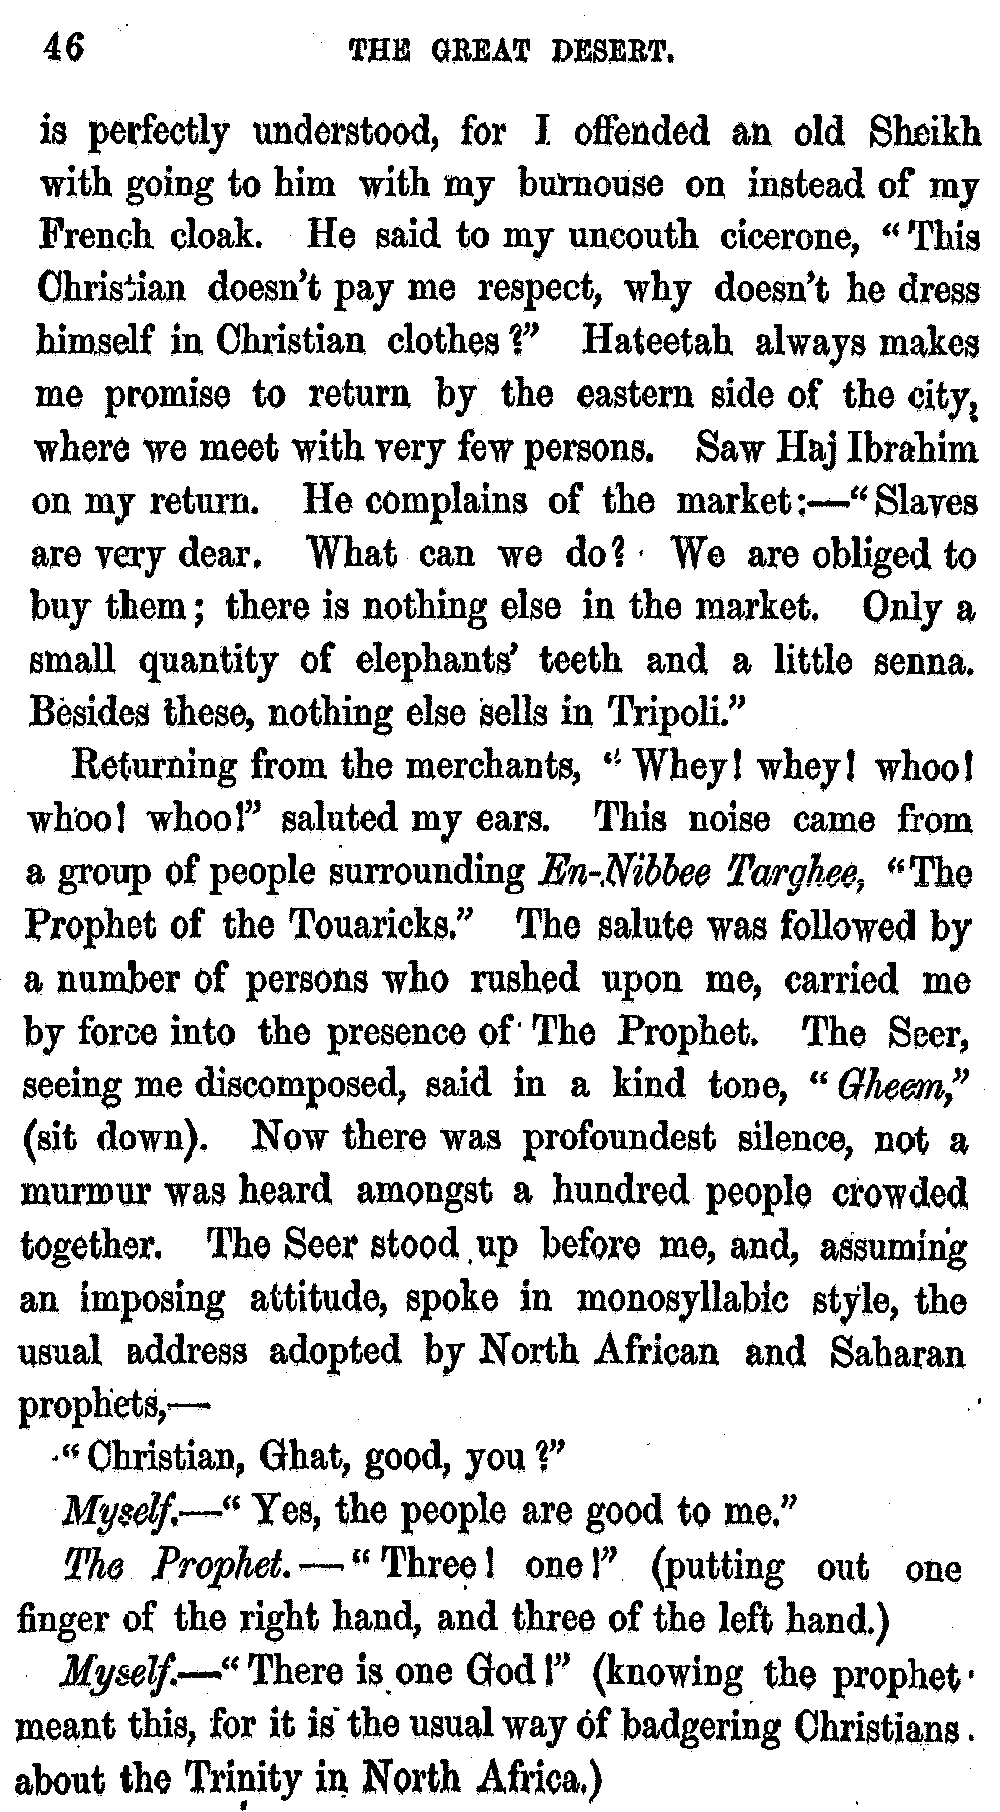 46 THE GREAT DESERT.
is perfectly understood, for I offended an old Sheikh
with going to him with my burnouse on instead of my
French cloak. He said to my uncouth cicerone, “This
Christian doesn’t pay me respect, why doesn’t he dress
himself in Christian clothes?” Hateetah always makes
me promise to return by the eastern side of the city,
where we meet with very few persons. Saw Haj Ibrahim
on my return. He complains of the market:—“Slaves
are very dear. What can we do? We are obliged to
buy them; there is nothing else in the market. Only a
small quantity of elephants’ teeth and a little senna.
Besides these, nothing else sells in Tripoli.”
Returning from the merchants, “Whey! whey! whoo!
whoo! whoo!” saluted my ears. This noise came from
a group of people surrounding En-Nibbee Targhee, “The
Prophet of the Touaricks.” The salute was followed by
a number of persons who rushed upon me, carried me
by force into the presence of The Prophet. The Seer,
seeing me discomposed, said in a kind tone, “Gheem,”
(sit down). Now there was profoundest silence, not a
murmur was heard amongst a hundred people crowded
together. The Seer stood up before me, and, assuming
an imposing attitude, spoke in monosyllabic style, the
usual address adopted by North African and Saharan
prophets,—
“Christian, Ghat, good, you?”
Myself.—“Yes, the people are good to me.”
The Prophet.—“Three! one!” (putting out one
finger of the right hand, and three of the left hand.)
Myself.—“There is one God!” (knowing the prophet
meant this, for it is the usual way of badgering Christians
about the Trinity in North Africa.)